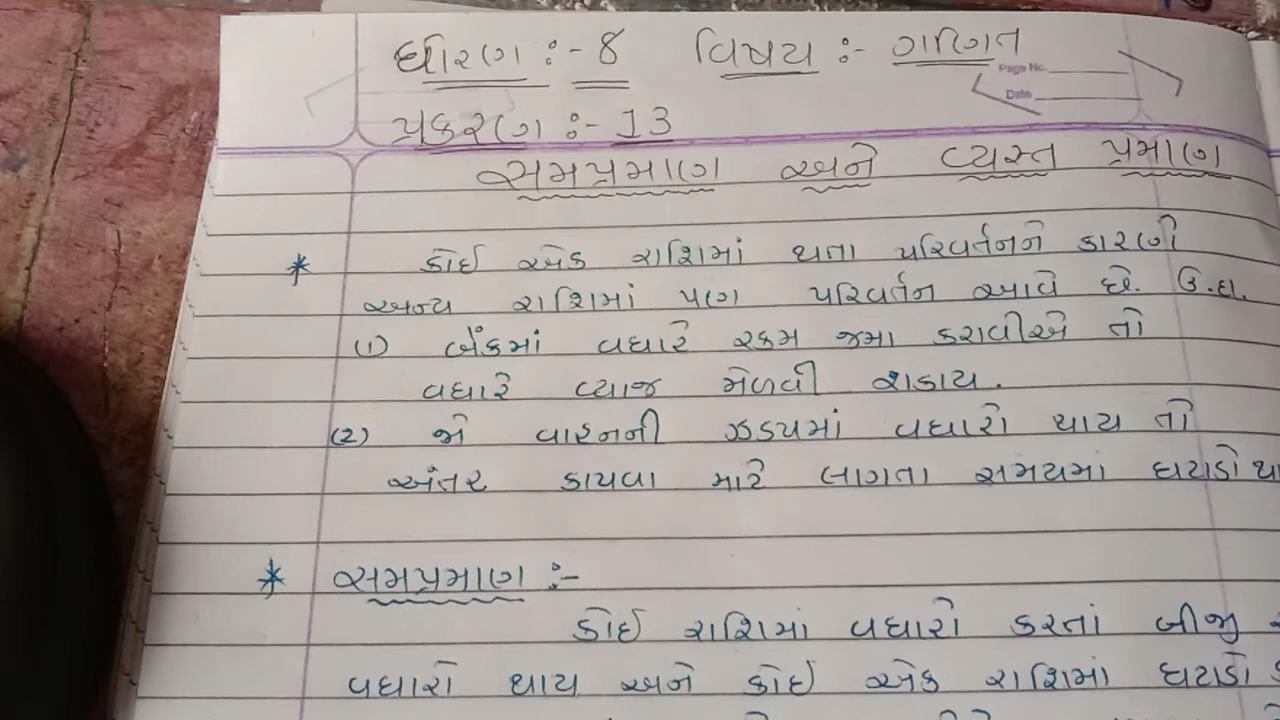 ધોરણ :- 8 વિષય :- ગણિત
Page No.
Date
પ્રકરણ :- 13
સમપ્રમાણ અને વ્યસ્ત પ્રમાણ
* કોઈ એક રાશિમાં થતા પરિવર્તનને કારણે
અન્ય રાશિમાં પણ પરિવર્તન આવે છે. ઉ.દા.
(1) બેંકમાં વધારે રકમ જમા કરાવીએ તો
વધારે વ્યાજ મેળવી શકાય.
(2) જો વાહનની ઝડપમાં વધારો થાય તો
અંતર કાપવા માટે લાગતા સમયમાં ઘટાડો થા
* સમપ્રમાણ :-
કોઈ રાશિમાં વધારો કરતાં બીજી
વધારો થાય અને કોઈ એક રાશિમાં ઘટાડો